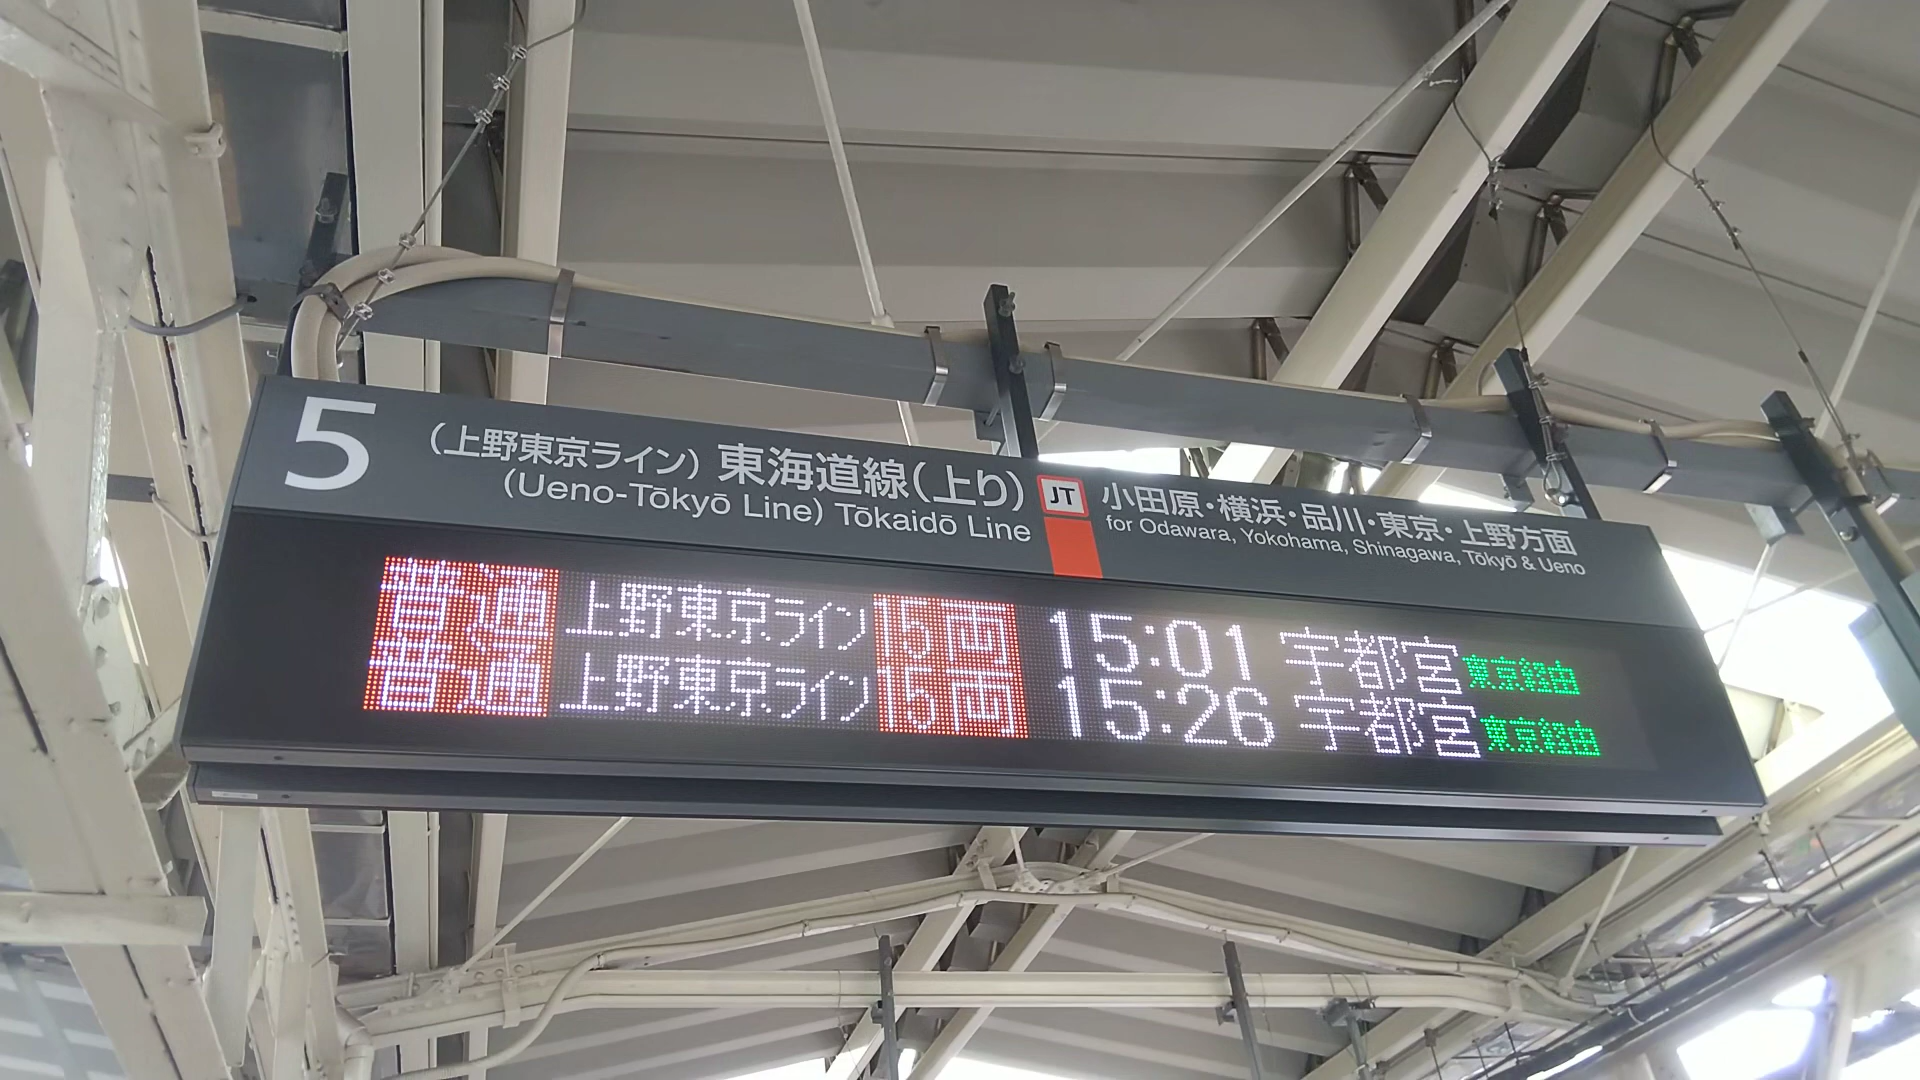 5
(上野東京ライン) 東海道線(上り) JT 小田原・横浜・品川・東京・上野方面
(Ueno-Tōkyō Line) Tōkaidō Line for Odawara, Yokohama, Shinagawa, Tōkyō & Ueno
普通 上野東京ライン 15両 15:01 宇都宮 東京経由
普通 上野東京ライン 15両 15:26 宇都宮 東京経由